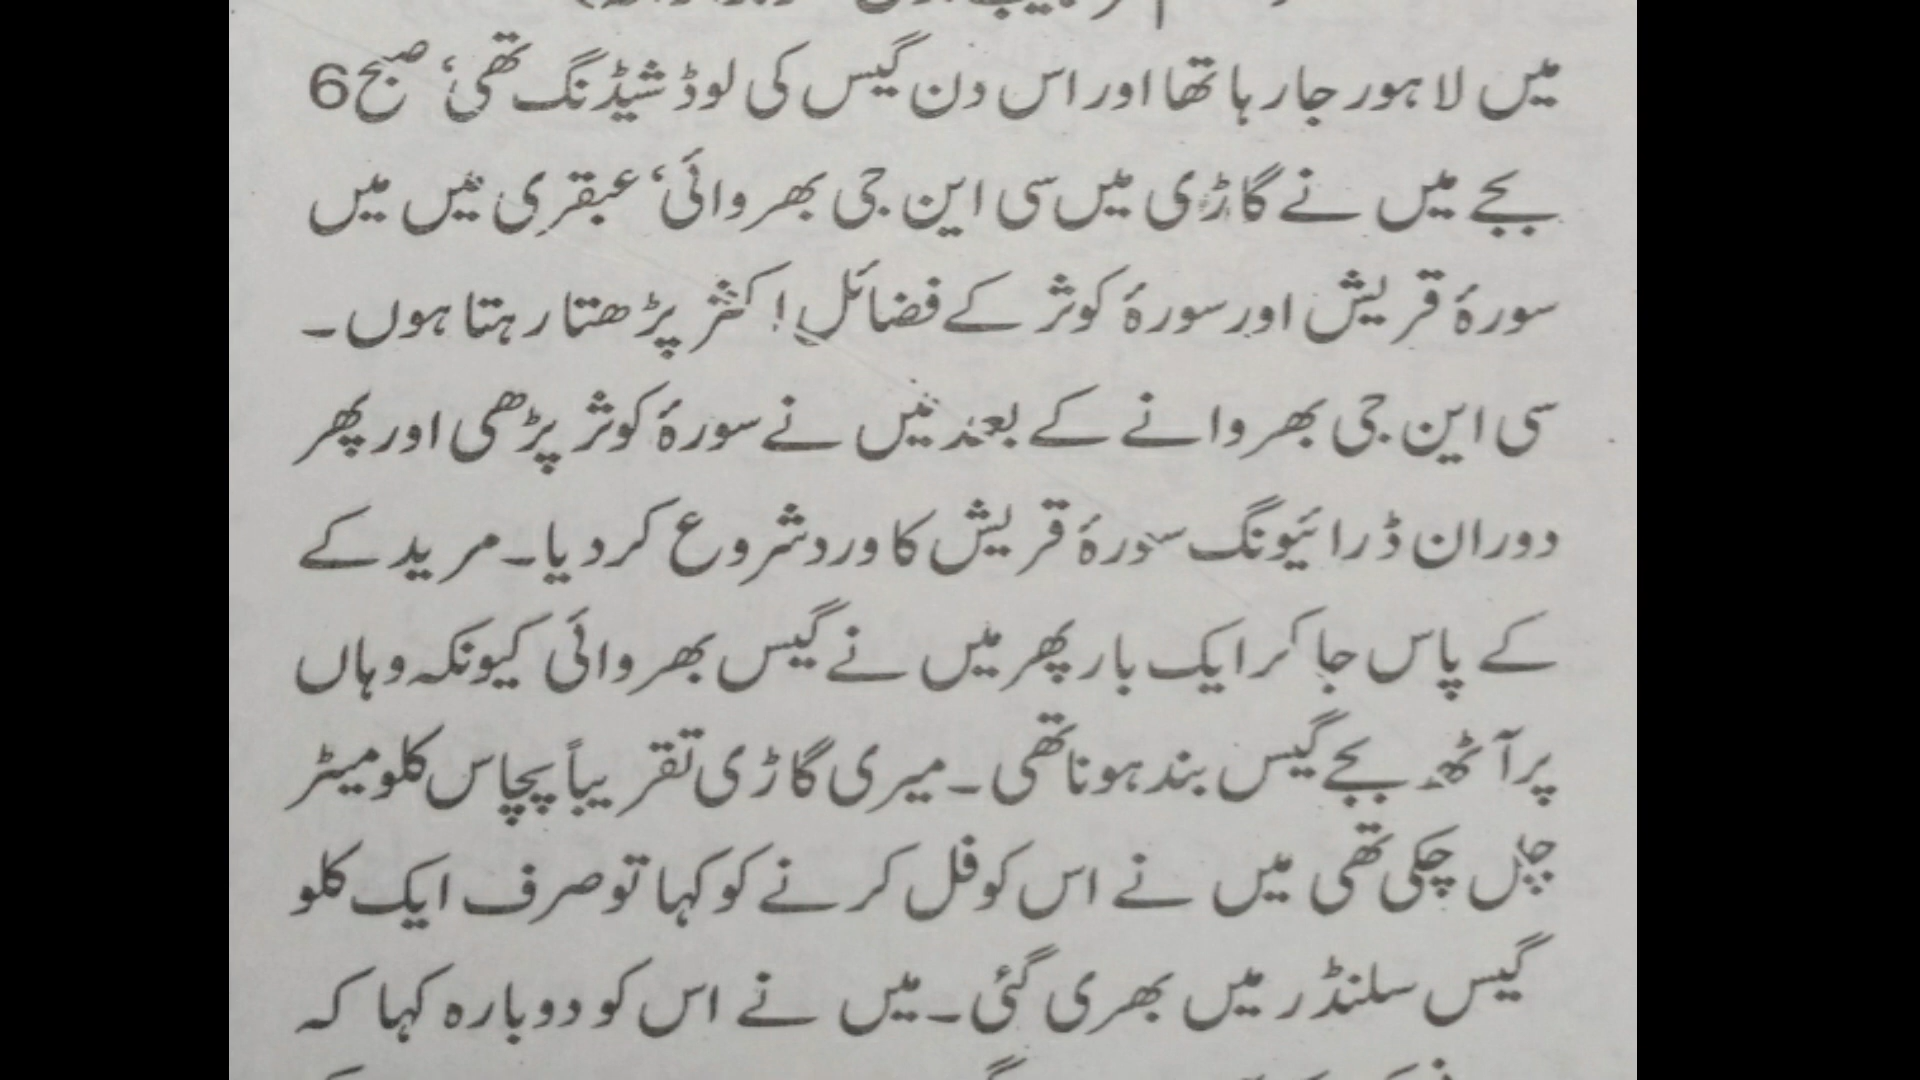 میں لاہور جارہا تھا اور اس دن گیس کی لوڈشیڈنگ تھی‘ صبح 6
بجے میں نے گاڑی میں سی این جی بھروائی‘ عبقری میں میں
سورۂ قریش اور سورۂ کوثر کے فضائل اکثر پڑھتا رہتا ہوں۔
سی این جی بھروانے کے بعد میں نے سورۂ کوثر پڑھی اور پھر
دوران ڈرائیونگ سورۂ قریش کا ورد شروع کردیا۔ مرید کے
کے پاس جا کر ایک بار پھر میں نے گیس بھروائی کیونکہ وہاں
پر آٹھ بجے گیس بند ہونا تھی۔ میری گاڑی تقریباً پچاس کلومیٹر
چل چکی تھی میں نے اس کو فل کرنے کو کہا تو صرف ایک کلو
گیس سلنڈر میں بھری گئی۔ میں نے اس کو دوبارہ کہا کہ